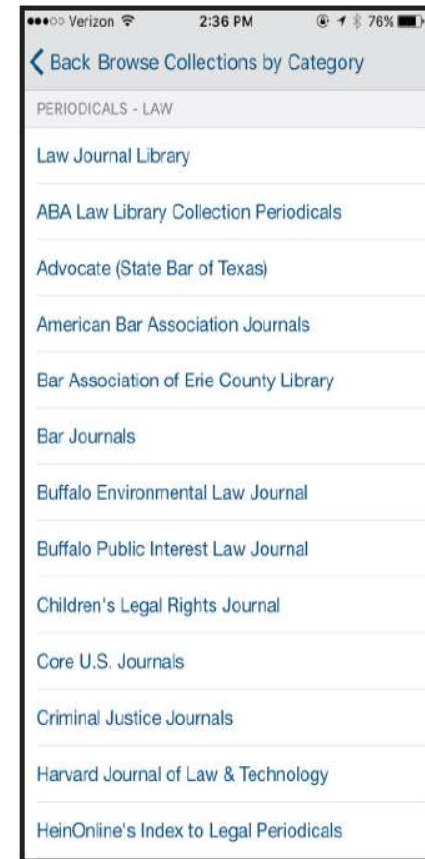 Verizon 2:36 PM 76%
Back Browse Collections by Category
PERIODICALS - LAW
Law Journal Library
ABA Law Library Collection Periodicals
Advocate (State Bar of Texas)
American Bar Association Journals
Bar Association of Erie County Library
Bar Journals
Buffalo Environmental Law Journal
Buffalo Public Interest Law Journal
Children's Legal Rights Journal
Core U.S. Journals
Criminal Justice Journals
Harvard Journal of Law & Technology
HeinOnline's Index to Legal Periodicals